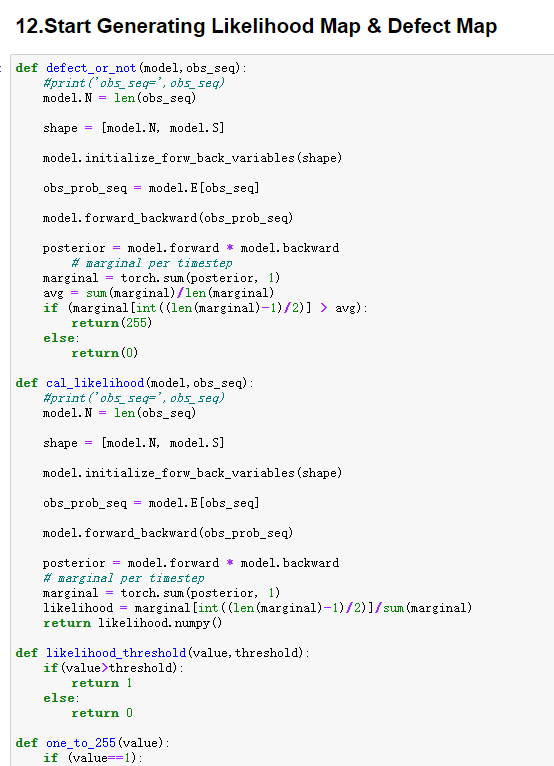 12.Start Generating Likelihood Map & Defect Map
def defect_or_not(model,obs_seq):
    #print('obs_seq=',obs_seq)
    model.N = len(obs_seq)
    shape = [model.N, model.S]
    model.initialize_forw_back_variables(shape)
    obs_prob_seq = model.E[obs_seq]
    model.forward_backward(obs_prob_seq)
    posterior = model.forward * model.backward
        # marginal per timestep
    marginal = torch.sum(posterior, 1)
    avg = sum(marginal)/len(marginal)
    if (marginal[int((len(marginal)-1)/2)] > avg):
        return(255)
    else:
        return(0)
def cal_likelihood(model,obs_seq):
    #print('obs_seq=',obs_seq)
    model.N = len(obs_seq)
    shape = [model.N, model.S]
    model.initialize_forw_back_variables(shape)
    obs_prob_seq = model.E[obs_seq]
    model.forward_backward(obs_prob_seq)
    posterior = model.forward * model.backward
    # marginal per timestep
    marginal = torch.sum(posterior, 1)
    likelihood = marginal[int((len(marginal)-1)/2)]/sum(marginal)
    return likelihood.numpy()
def likelihood_threshold(value,threshold):
    if(value>threshold):
        return 1
    else:
        return 0
def one_to_255(value):
    if (value==1):